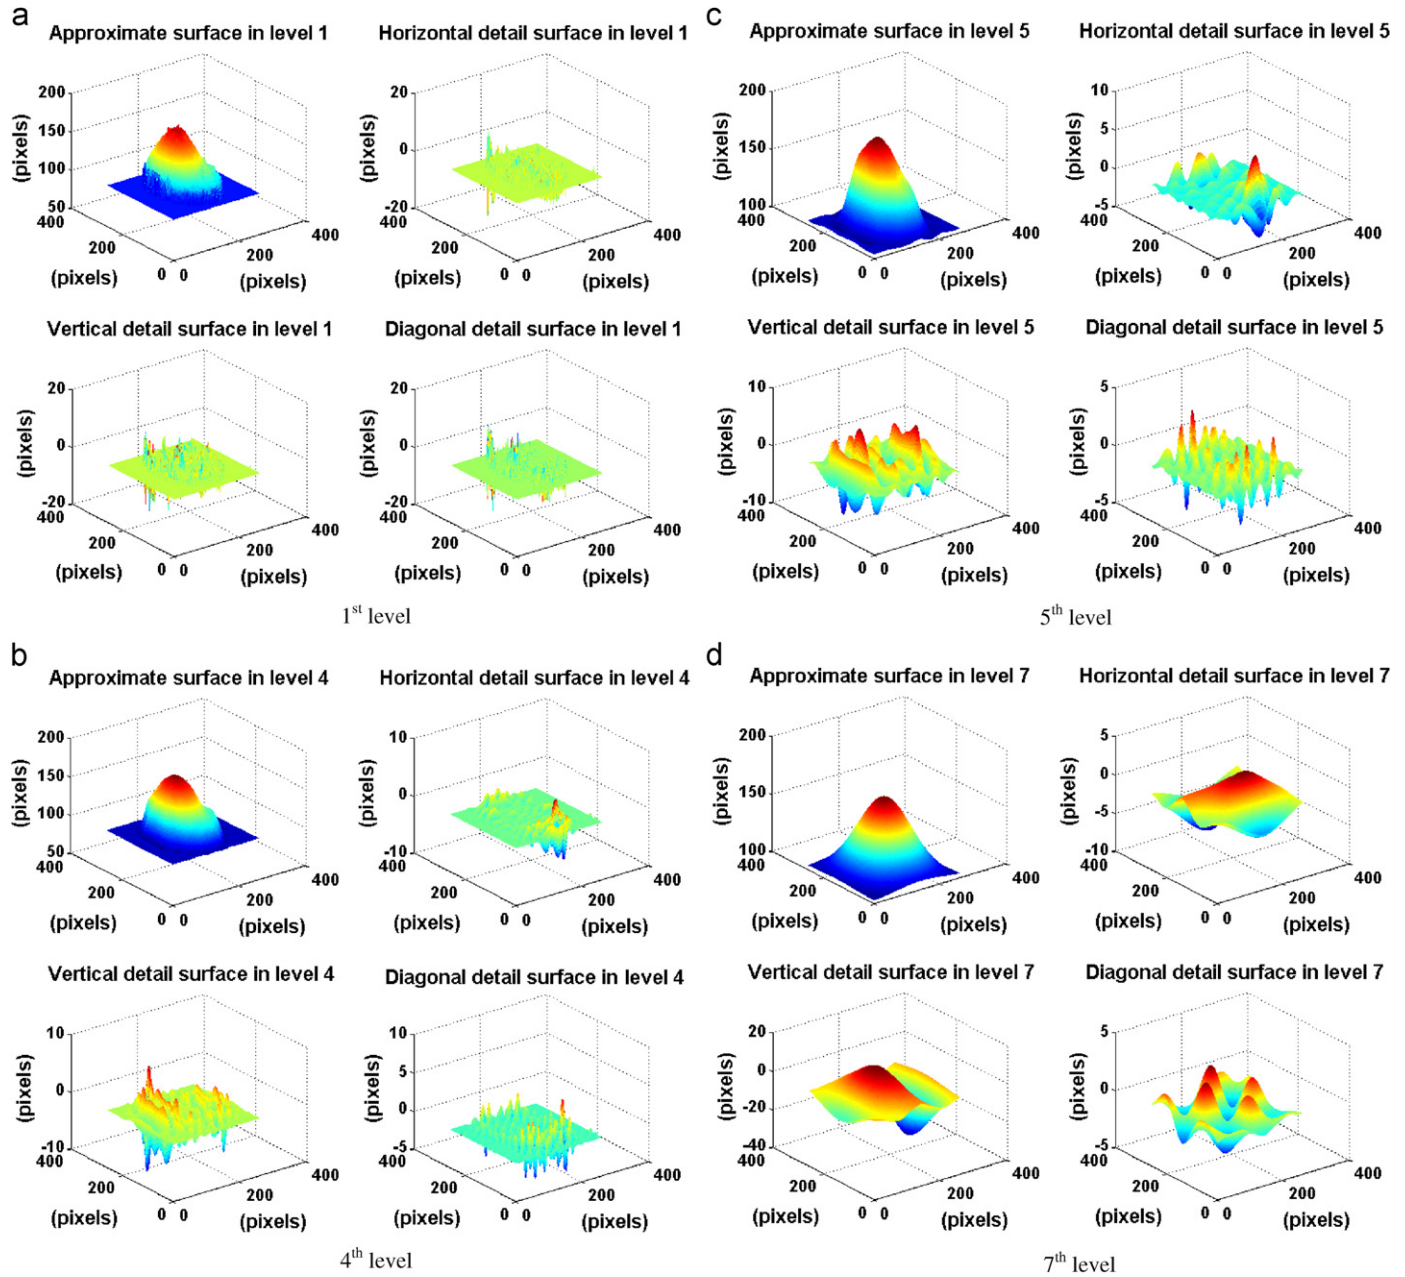 a
Approximate surface in level 1
200
150
100
50
400
200
0
0
200
400
(pixels)
(pixels)
(pixels)
Horizontal detail surface in level 1
20
0
-20
400
200
0
0
200
400
(pixels)
(pixels)
(pixels)
Vertical detail surface in level 1
20
0
-20
400
200
0
0
200
400
(pixels)
(pixels)
(pixels)
Diagonal detail surface in level 1
20
0
-20
400
200
0
0
200
400
(pixels)
(pixels)
(pixels)
1st level
b
Approximate surface in level 4
200
150
100
50
400
200
0
0
200
400
(pixels)
(pixels)
(pixels)
Horizontal detail surface in level 4
10
0
-10
400
200
0
0
200
400
(pixels)
(pixels)
(pixels)
Vertical detail surface in level 4
10
0
-10
400
200
0
0
200
400
(pixels)
(pixels)
(pixels)
Diagonal detail surface in level 4
10
5
0
-5
400
200
0
0
200
400
(pixels)
(pixels)
(pixels)
4th level
c
Approximate surface in level 5
200
150
100
400
200
0
0
200
400
(pixels)
(pixels)
(pixels)
Horizontal detail surface in level 5
10
5
0
-5
400
200
0
0
200
400
(pixels)
(pixels)
(pixels)
Vertical detail surface in level 5
10
0
-10
400
200
0
0
200
400
(pixels)
(pixels)
(pixels)
Diagonal detail surface in level 5
5
0
-5
400
200
0
0
200
400
(pixels)
(pixels)
(pixels)
5th level
d
Approximate surface in level 7
200
150
100
400
200
0
0
200
400
(pixels)
(pixels)
(pixels)
Horizontal detail surface in level 7
5
0
-5
-10
400
200
0
0
200
400
(pixels)
(pixels)
(pixels)
Vertical detail surface in level 7
20
0
-20
-40
400
200
0
0
200
400
(pixels)
(pixels)
(pixels)
Diagonal detail surface in level 7
5
0
-5
400
200
0
0
200
400
(pixels)
(pixels)
(pixels)
7th level